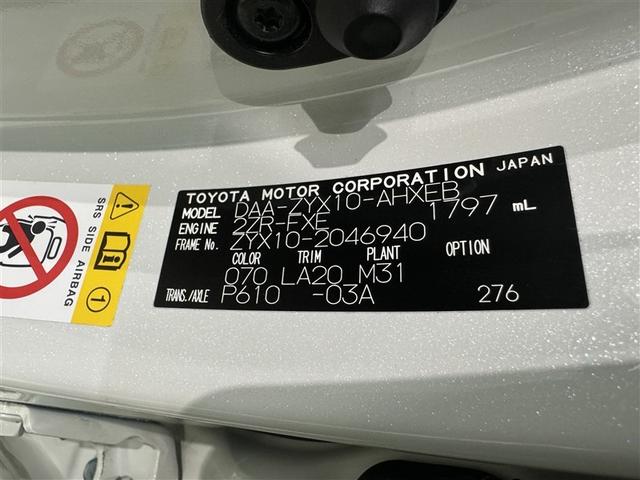 TOYOTA MOTOR CORPORATION JAPAN
MODEL DAA-ZYX10-AHXEB
ENGINE 2ZR-FXE 1797 mL
FRAME No. ZYX10-2046940
COLOR TRIM PLANT OPTION
070 LA20 M31
TRANS./AXLE P610 -03A 276
SRS SIDE AIRBAG
1